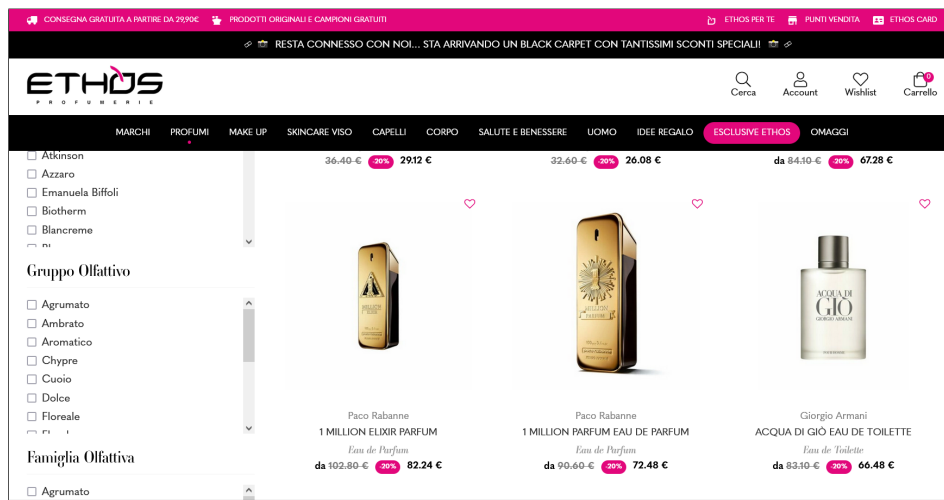 CONSEGNA GRATUITA A PARTIRE DA 29,90€ PRODOTTI ORIGINALI E CAMPIONI GRATUITI ETHOS PER TE PUNTI VENDITA ETHOS CARD
RESTA CONNESSO CON NOI... STA ARRIVANDO UN BLACK CARPET CON TANTISSIMI SCONTI SPECIALI!
ETHOS
PROFUMERIE
0
Cerca Account Wishlist Carrello
MARCHI PROFUMI MAKE UP SKINCARE VISO CAPELLI CORPO SALUTE E BENESSERE UOMO IDEE REGALO ESCLUSIVE ETHOS OMAGGI
Atkinson
Azzaro
Emanuela Biffoli
Biotherm
Blancreme
36.40 € -20% 29.12 €
32.60 € -20% 26.08 €
da 84.10 € -20% 67.28 €
Gruppo Olfattivo
Agrumato
Ambrato
Aromatico
Chypre
Cuoio
Dolce
Floreale
Famiglia Olfattiva
Agrumato
1
MILLION
PARFUM
ACQUA DI
GIÒ
GIORGIO ARMANI
Paco Rabanne
1 MILLION ELIXIR PARFUM
Eau de Parfum
da 102.80 € -20% 82.24 €
Paco Rabanne
1 MILLION PARFUM EAU DE PARFUM
Eau de Parfum
da 90.60 € -20% 72.48 €
Giorgio Armani
ACQUA DI GIÒ EAU DE TOILETTE
Eau de Toilette
da 83.10 € -20% 66.48 €